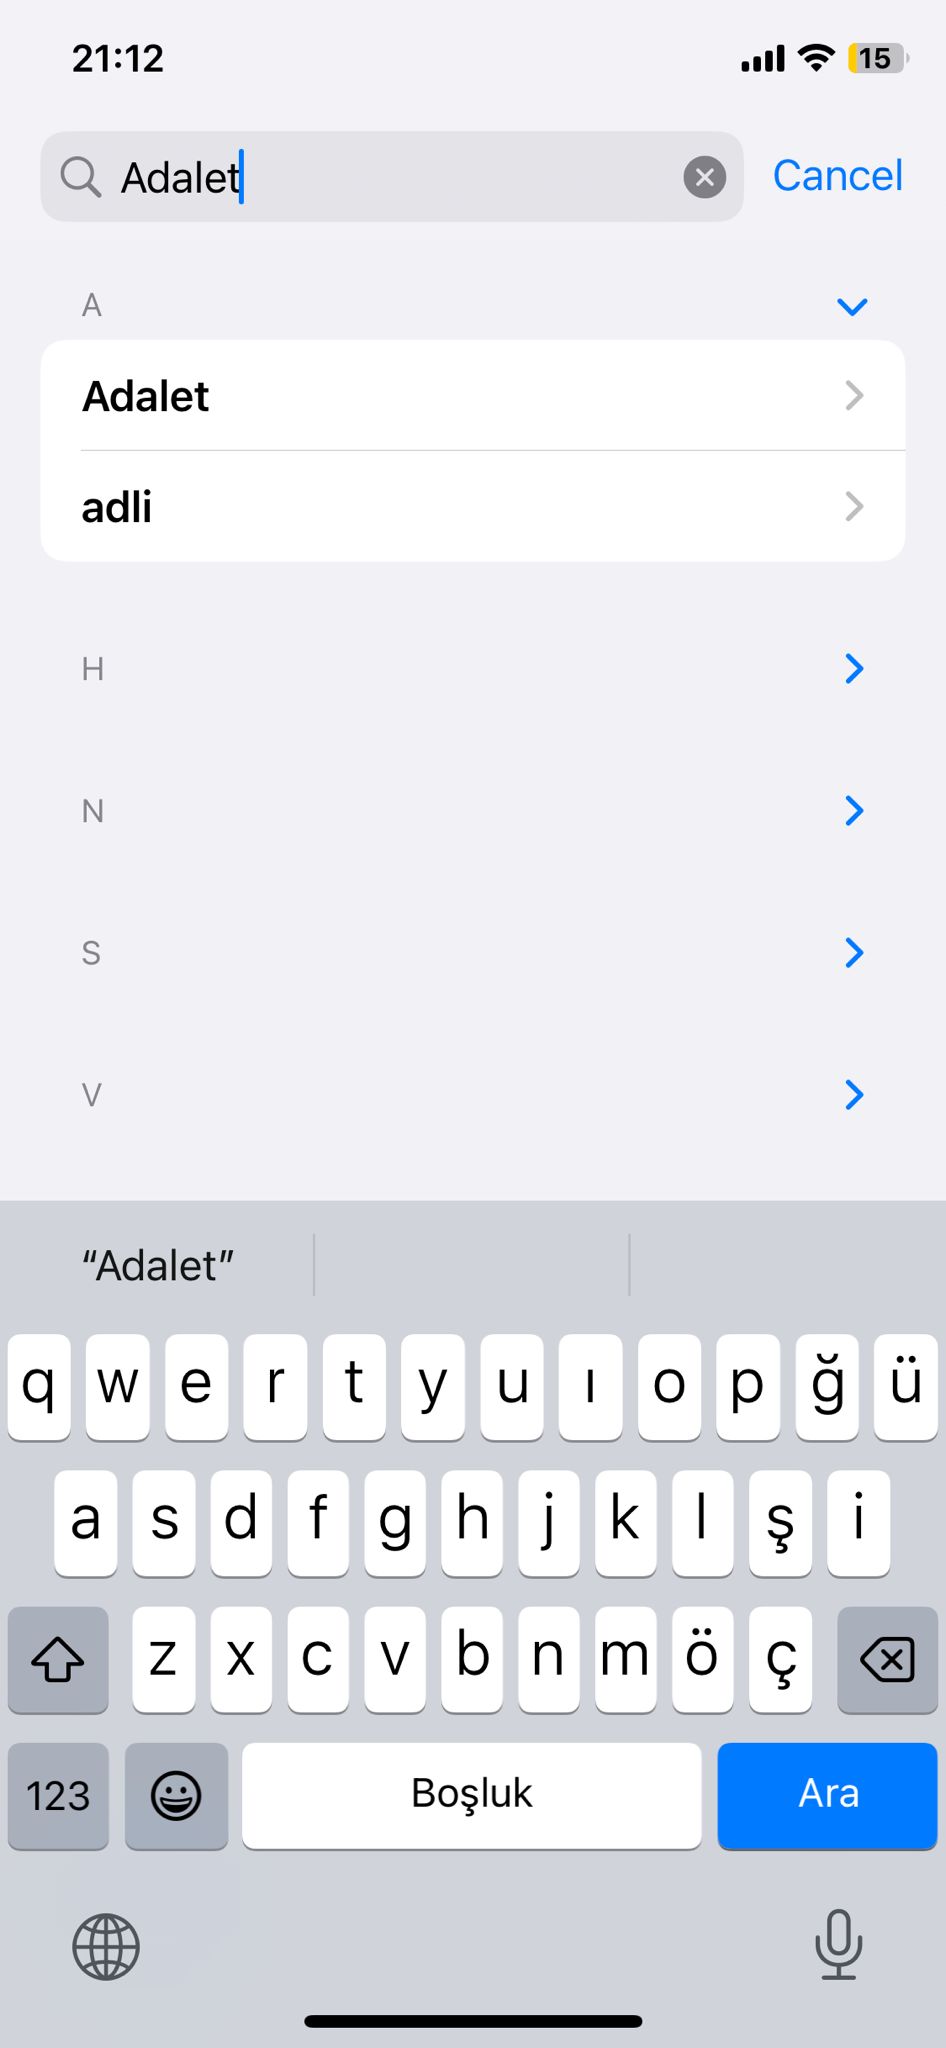 21:12
15
Adalet
Cancel
A
Adalet
adli
H
N
S
V
“Adalet”
q w e r t y u ı o p ğ ü
a s d f g h j k l ş i
z x c v b n m ö ç
123 Boşluk Ara